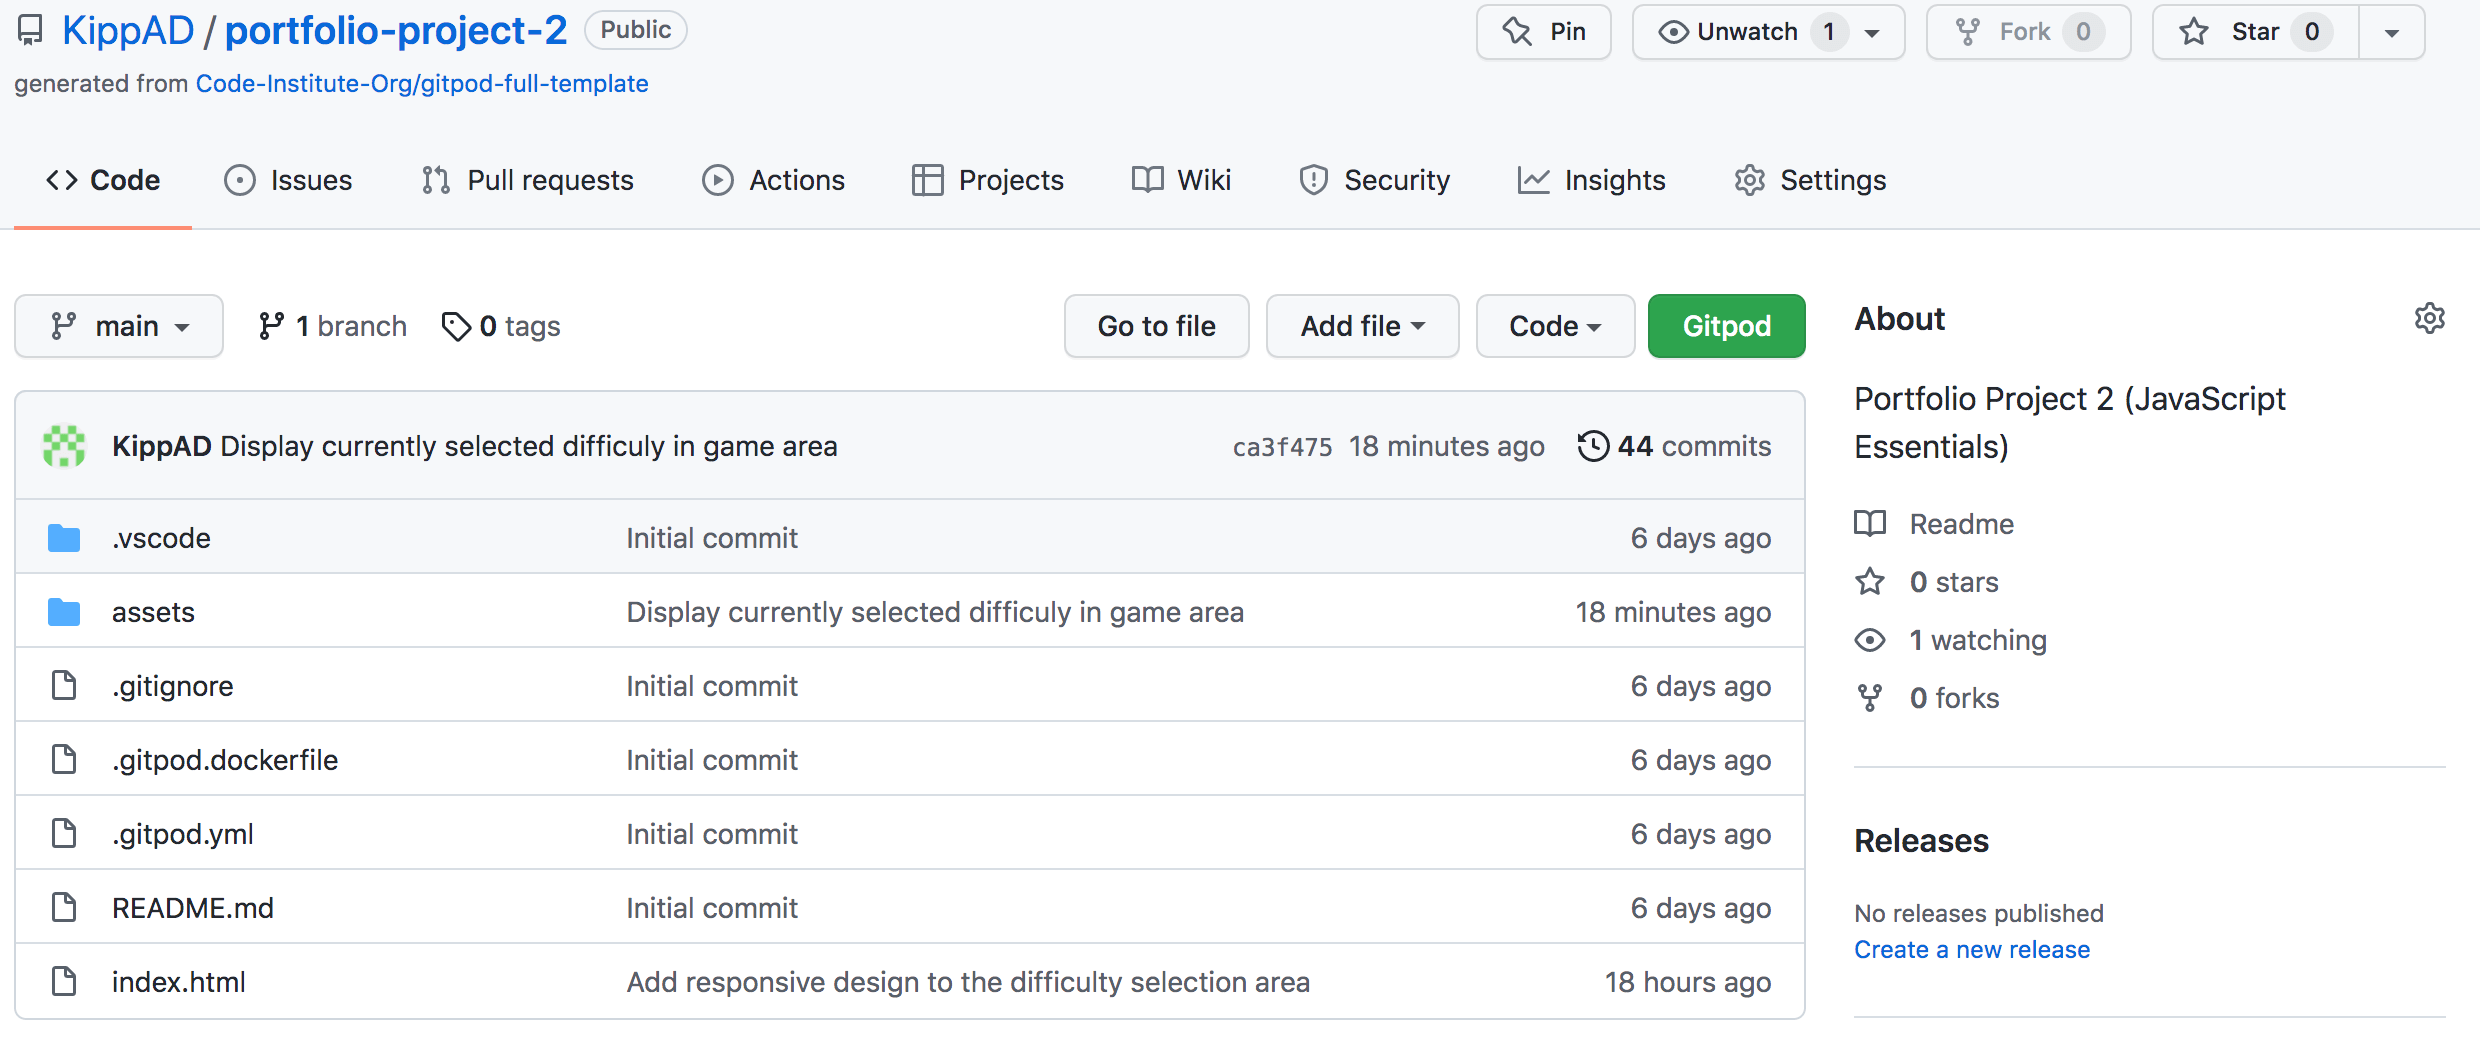 KippAD / portfolio-project-2 Public Pin Unwatch 1 Fork 0 Star 0
generated from Code-Institute-Org/gitpod-full-template
Code Issues Pull requests Actions Projects Wiki Security Insights Settings
main 1 branch 0 tags Go to file Add file Code Gitpod
KippAD Display currently selected difficuly in game area ca3f475 18 minutes ago 44 commits
.vscode Initial commit 6 days ago
assets Display currently selected difficuly in game area 18 minutes ago
.gitignore Initial commit 6 days ago
.gitpod.dockerfile Initial commit 6 days ago
.gitpod.yml Initial commit 6 days ago
README.md Initial commit 6 days ago
index.html Add responsive design to the difficulty selection area 18 hours ago
About
Portfolio Project 2 (JavaScript
Essentials)
Readme
0 stars
1 watching
0 forks
Releases
No releases published
Create a new release